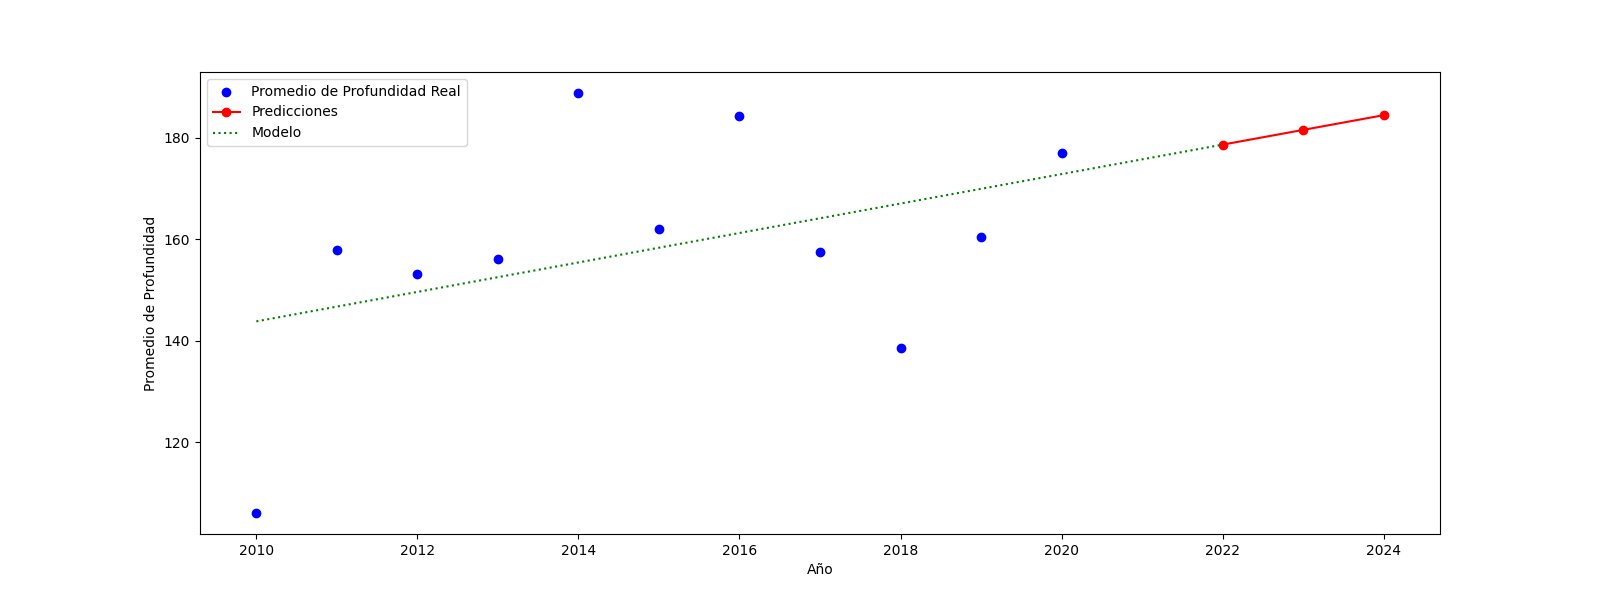 Promedio de Profundidad Real
Predicciones
Modelo
Promedio de Profundidad
180
160
140
120
2010 2012 2014 2016 2018 2020 2022 2024
Año